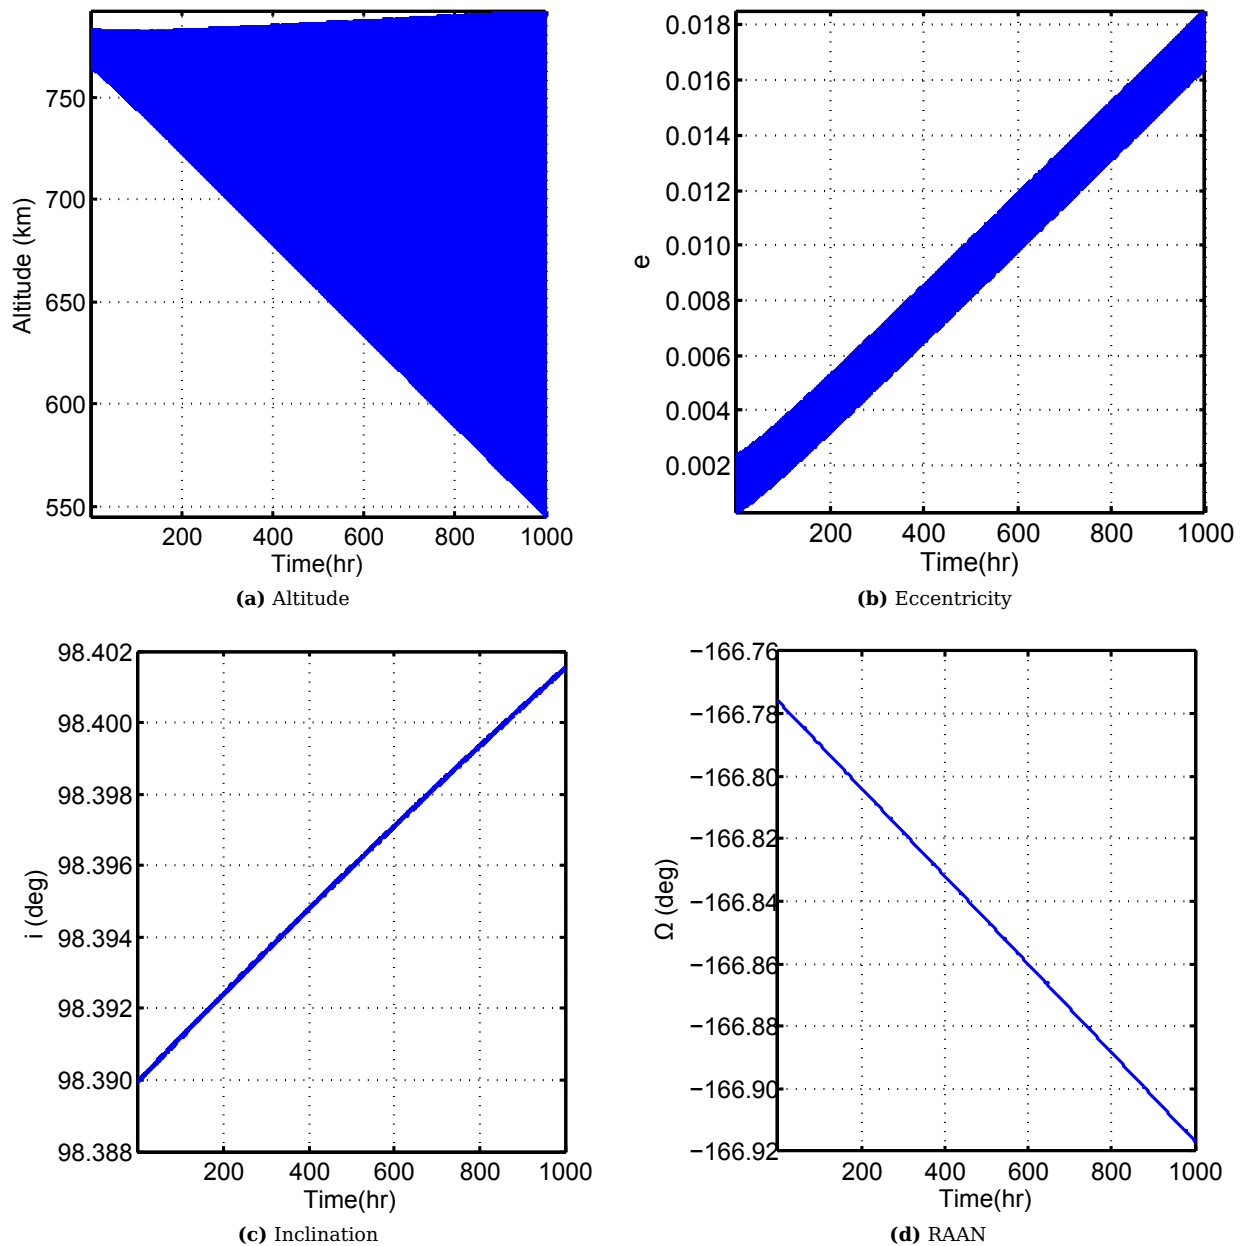 750
700
650
600
550
Altitude (km)
200 400 600 800 1000
Time(hr)
(a) Altitude
0.018
0.016
0.014
0.012
0.010
0.008
0.006
0.004
0.002
e
200 400 600 800 1000
Time(hr)
(b) Eccentricity
98.402
98.400
98.398
98.396
98.394
98.392
98.390
98.388
i (deg)
200 400 600 800 1000
Time(hr)
(c) Inclination
−166.76
−166.78
−166.80
−166.82
−166.84
−166.86
−166.88
−166.90
−166.92
Ω (deg)
200 400 600 800 1000
Time(hr)
(d) RAAN